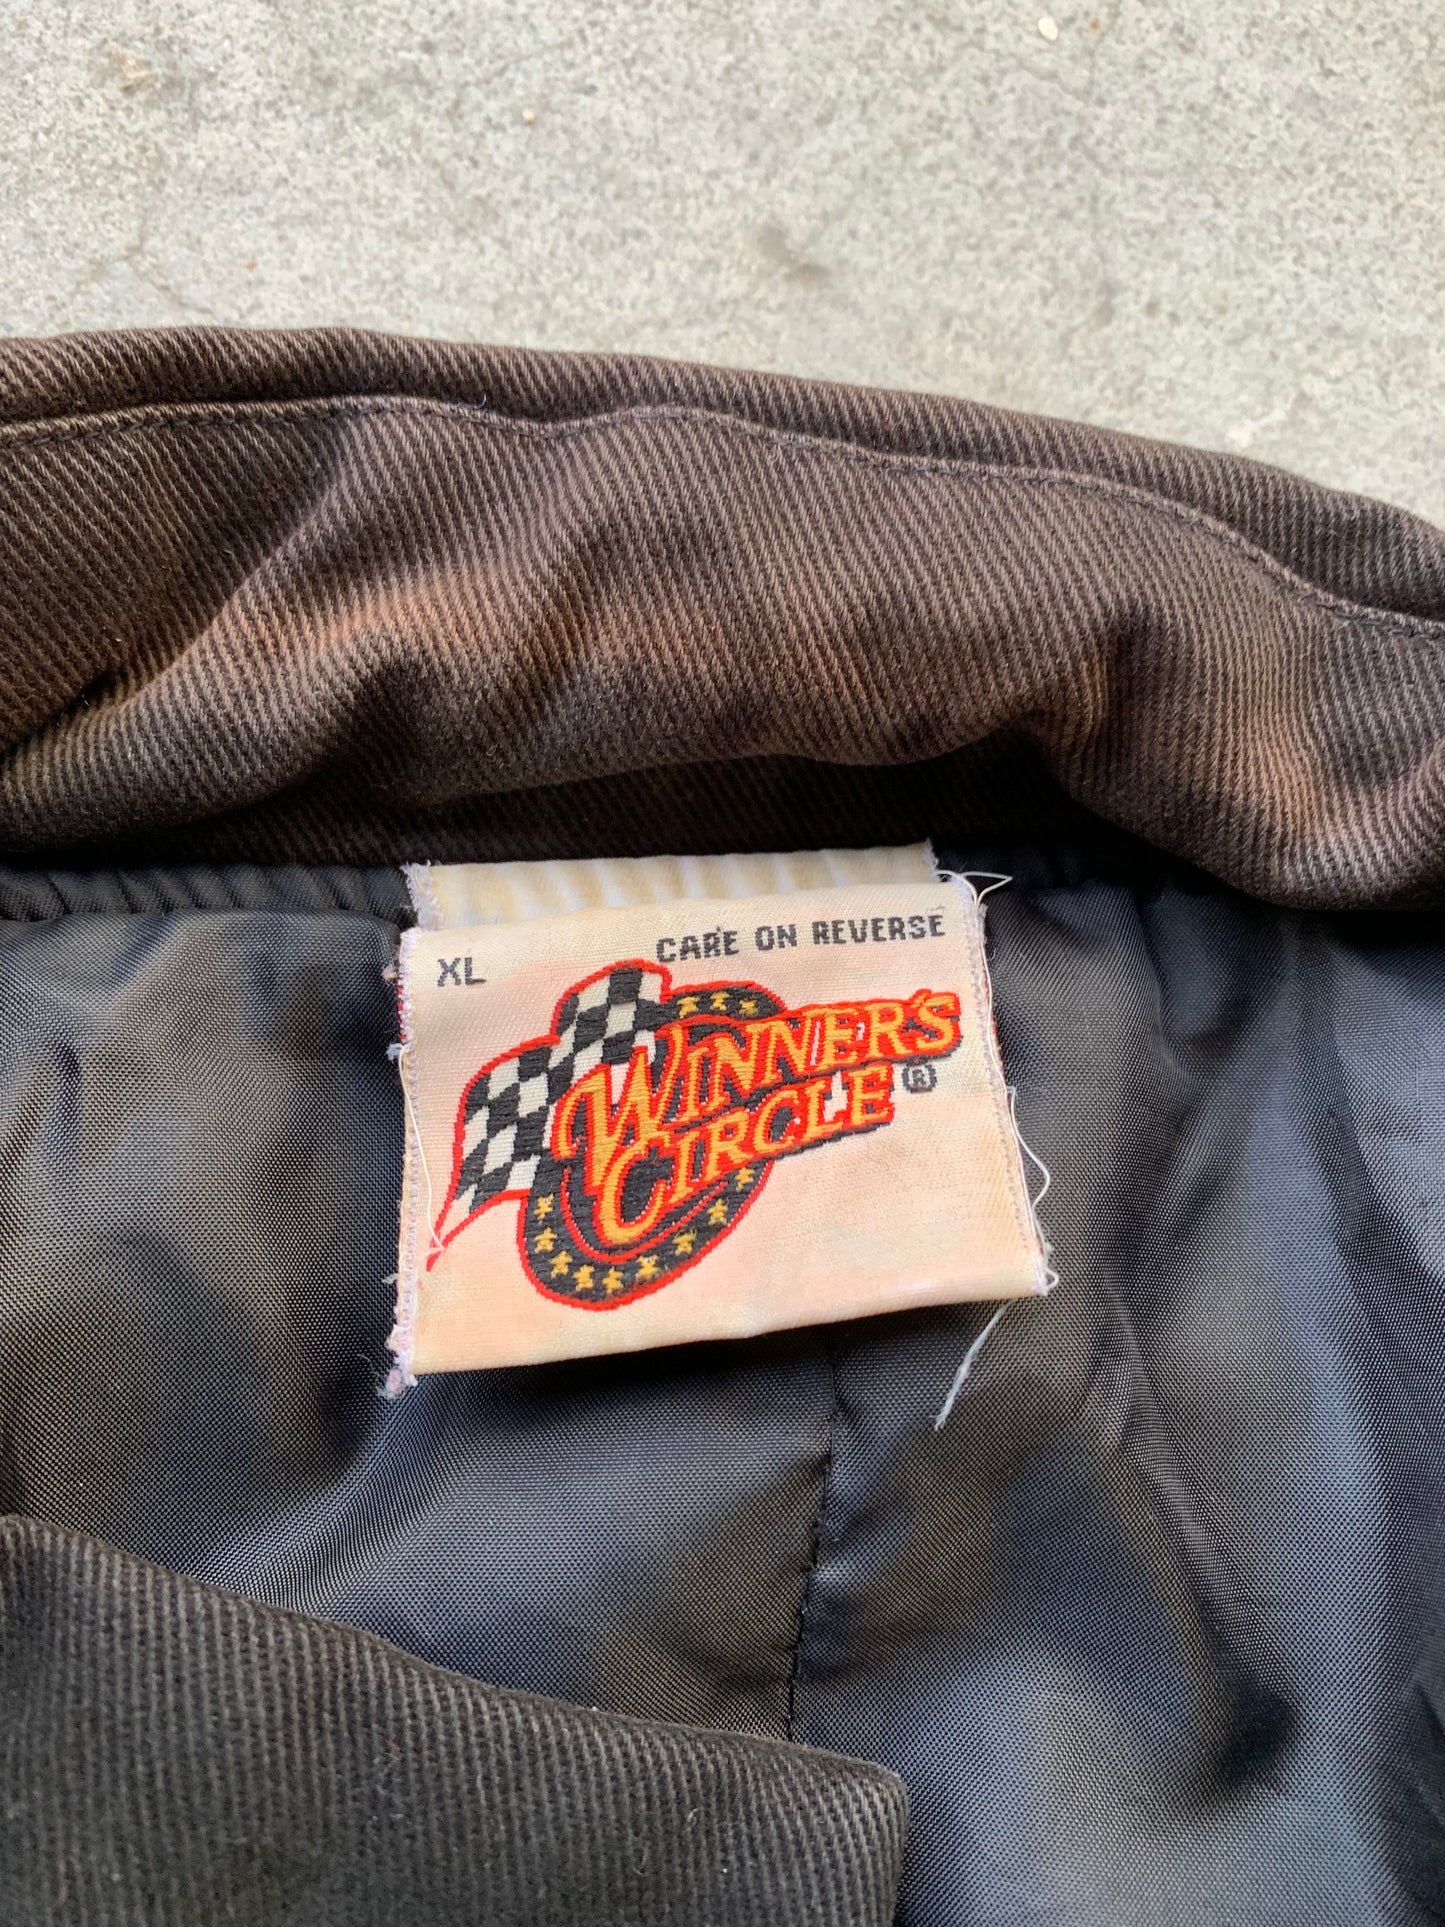 XL
CARE ON REVERSE
WINNER'S
CIRCLE ®